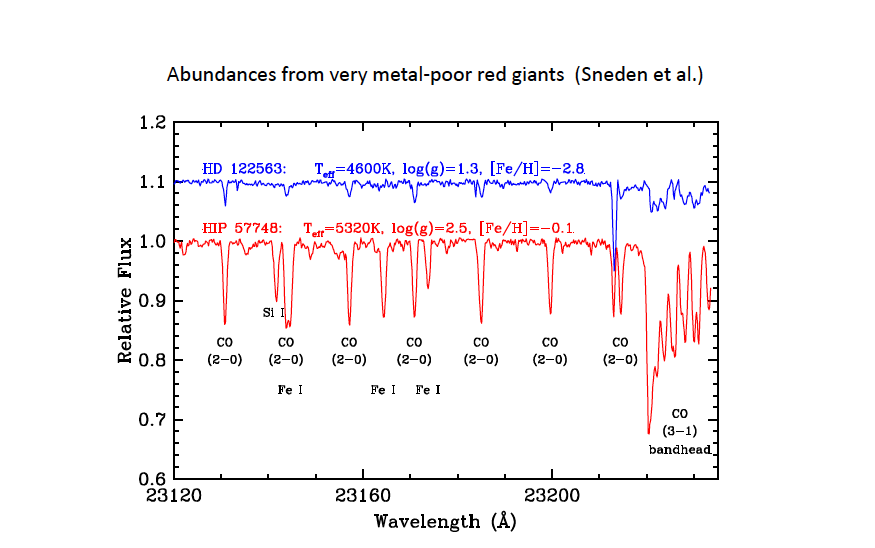 Abundances from very metal-poor red giants (Sneden et al.)
1.2
HD 122563: Teff=4600K, log(g)=1.3, [Fe/H]=−2.8
1.1
HIP 57748: Teff=5320K, log(g)=2.5, [Fe/H]=−0.1
1.0
0.9
Si I
CO CO CO CO CO CO CO
(2−0) (2−0) (2−0) (2−0) (2−0) (2−0) (2−0)
0.8
Fe I Fe I Fe I
0.7
CO
(3−1)
bandhead
0.6
Relative Flux
23120 23160 23200
Wavelength (Å)